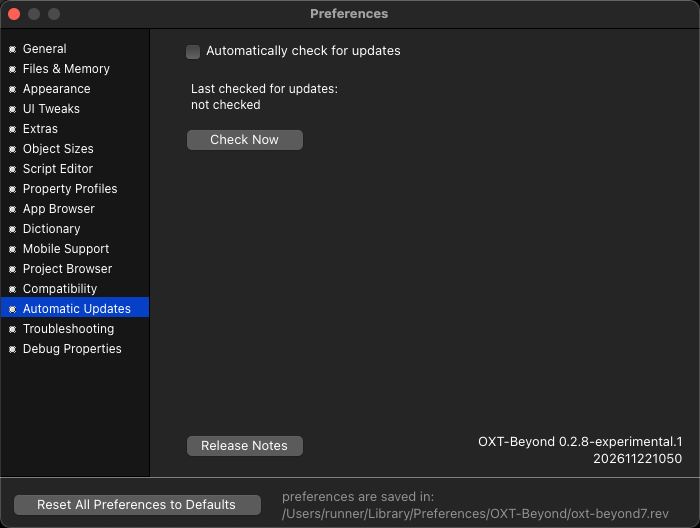 Preferences
General
Files & Memory
Appearance
UI Tweaks
Extras
Object Sizes
Script Editor
Property Profiles
App Browser
Dictionary
Mobile Support
Project Browser
Compatibility
Automatic Updates
Troubleshooting
Debug Properties
Automatically check for updates
Last checked for updates:
not checked
Check Now
Release Notes
OXT-Beyond 0.2.8-experimental.1
202611221050
Reset All Preferences to Defaults
preferences are saved in:
/Users/runner/Library/Preferences/OXT-Beyond/oxt-beyond7.rev